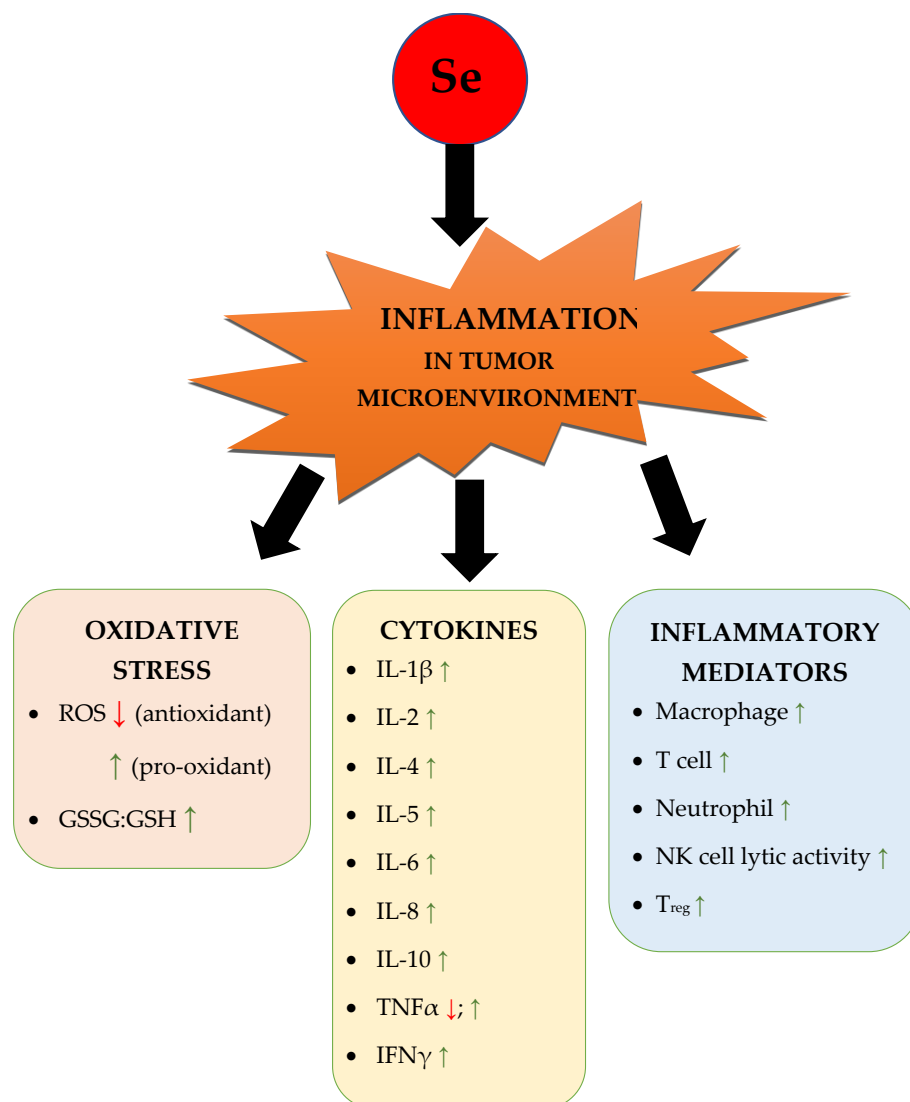 Se
INFLAMMATION
IN TUMOR
MICROENVIRONMENT
OXIDATIVE
STRESS
• ROS ↓ (antioxidant)
↑ (pro-oxidant)
• GSSG:GSH ↑
CYTOKINES
• IL-1β ↑
• IL-2 ↑
• IL-4 ↑
• IL-5 ↑
• IL-6 ↑
• IL-8 ↑
• IL-10 ↑
• TNFα ↓; ↑
• IFNγ ↑
INFLAMMATORY
MEDIATORS
• Macrophage ↑
• T cell ↑
• Neutrophil ↑
• NK cell lytic activity ↑
• Treg ↑